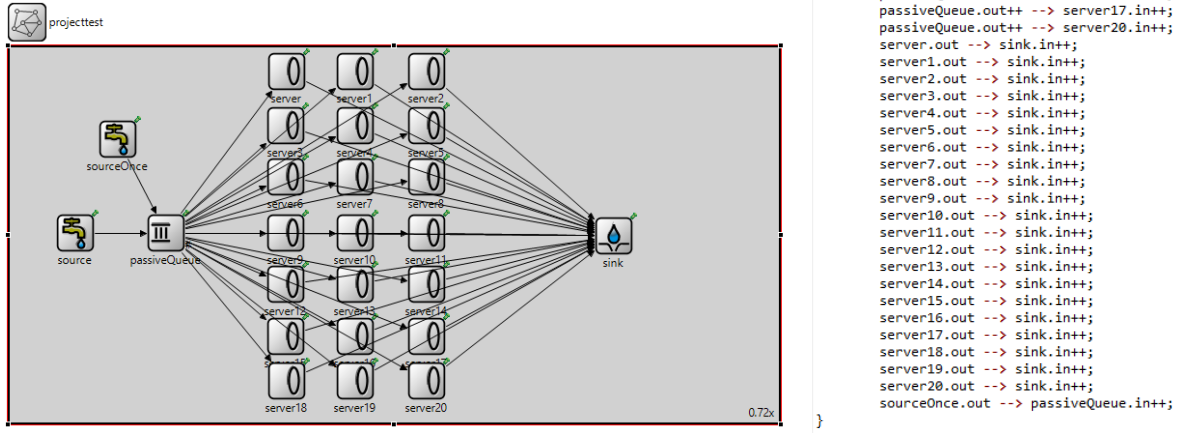 projecttest
server
server1
server2
sourceOnce
server3
server4
server5
server6
server7
server8
source
passiveQueue
server9
server10
server11
sink
server12
server13
server14
server18
server19
server20
0.72x
passiveQueue.out++ --> server17.in++;
passiveQueue.out++ --> server20.in++;
server.out --> sink.in++;
server1.out --> sink.in++;
server2.out --> sink.in++;
server3.out --> sink.in++;
server4.out --> sink.in++;
server5.out --> sink.in++;
server6.out --> sink.in++;
server7.out --> sink.in++;
server8.out --> sink.in++;
server9.out --> sink.in++;
server10.out --> sink.in++;
server11.out --> sink.in++;
server12.out --> sink.in++;
server13.out --> sink.in++;
server14.out --> sink.in++;
server15.out --> sink.in++;
server16.out --> sink.in++;
server17.out --> sink.in++;
server18.out --> sink.in++;
server19.out --> sink.in++;
server20.out --> sink.in++;
sourceOnce.out --> passiveQueue.in++;
}